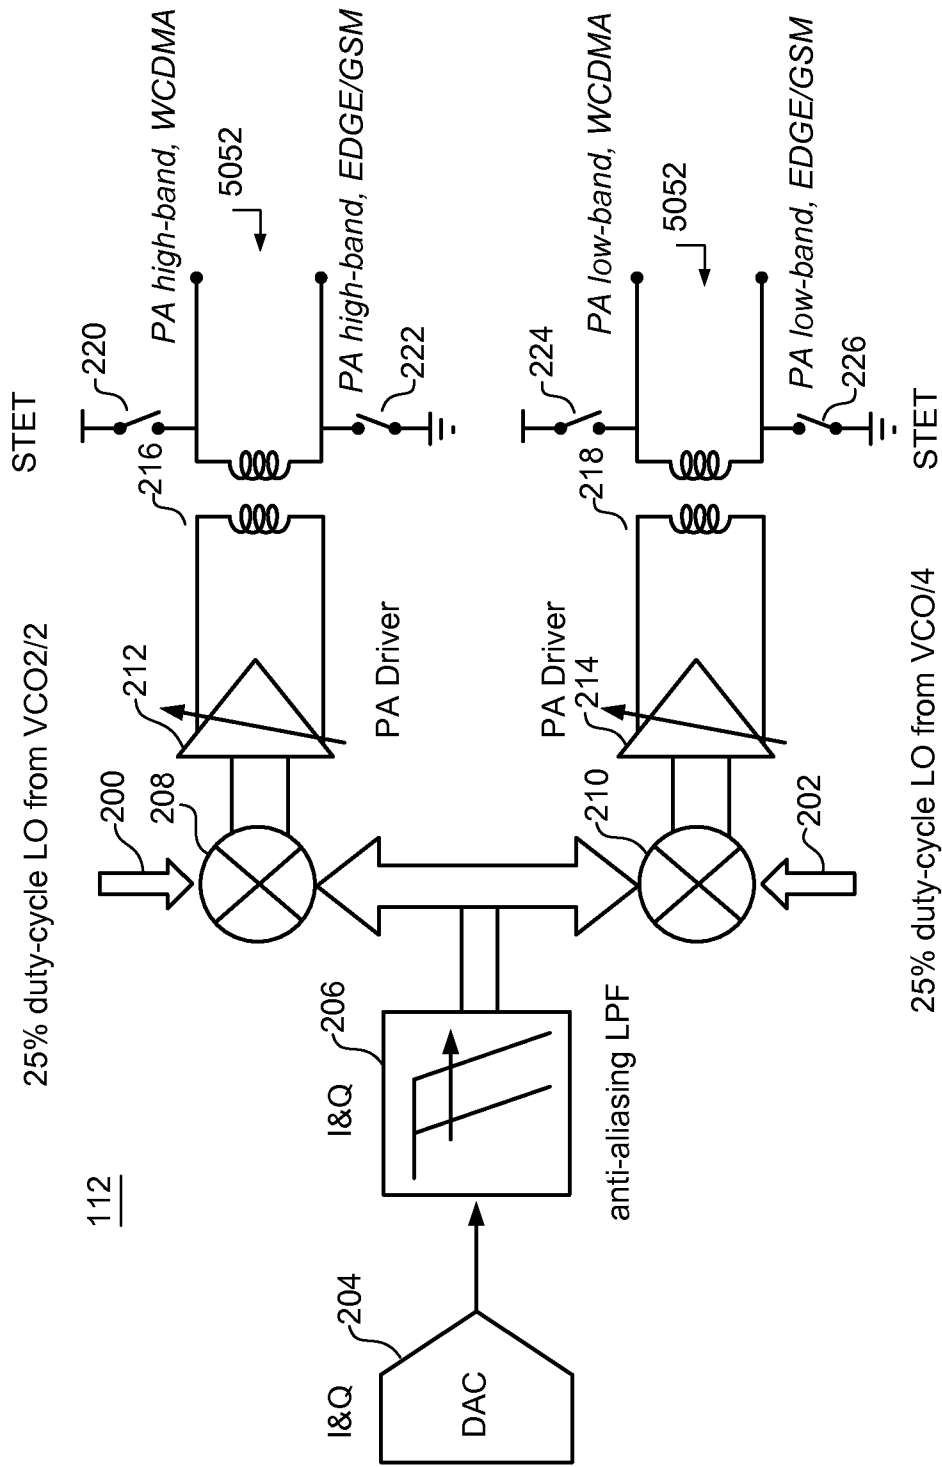 STET
25% duty-cycle LO from VCO2/2
112
200
220
212
216
208
PA high-band, WCDMA
5052
I&Q
204
I&Q
206
PA high-band, EDGE/GSM
PA Driver
222
DAC
224
PA Driver
214
210
218
PA low-band, WCDMA
anti-aliasing LPF
5052
PA low-band, EDGE/GSM
202
226
25% duty-cycle LO from VCO/4
STET